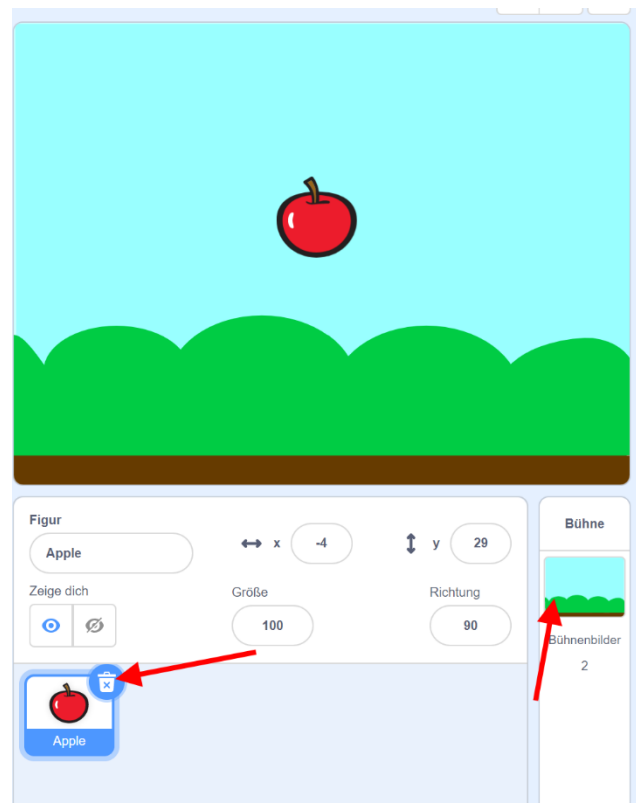 Figur
Apple
x -4
y 29
Zeige dich
Größe
100
Richtung
90
Apple
Bühne
Bühnenbilder
2